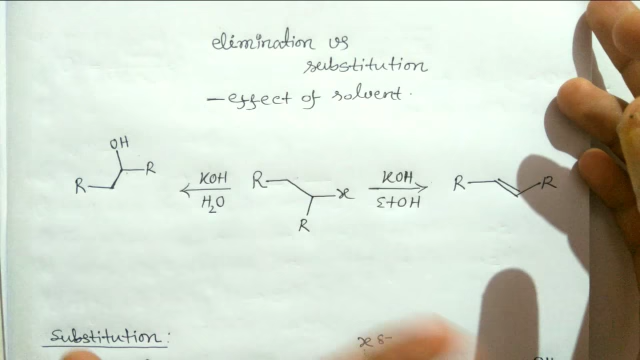 elimination vs
substitution
- effect of solvent.
OH
R
R
KOH
H2O
R
x
R
KOH
EtOH
R
R
Substitution:
x δ-